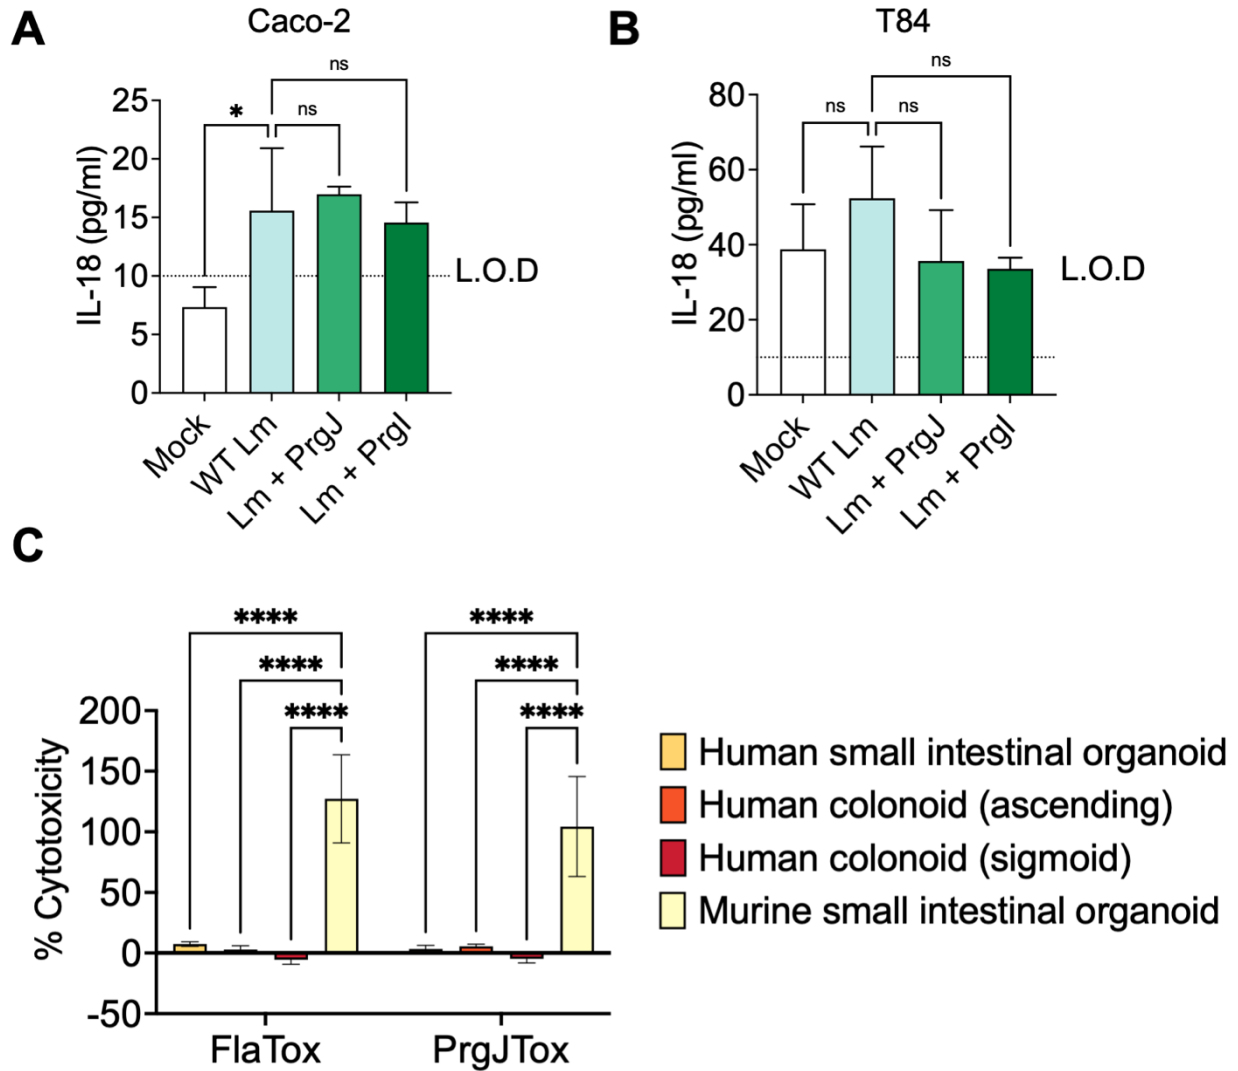 A
Caco-2
ns
*
ns
25
20
15
10
5
0
IL-18 (pg/ml)
L.O.D
Mock
WT Lm
Lm + PrgJ
Lm + PrgI
B
T84
ns
ns
ns
80
60
40
20
0
IL-18 (pg/ml)
L.O.D
Mock
WT Lm
Lm + PrgJ
Lm + PrgI
C
****
****
****
****
****
****
200
150
100
50
0
-50
% Cytotoxicity
FlaTox
PrgJTox
Human small intestinal organoid
Human colonoid (ascending)
Human colonoid (sigmoid)
Murine small intestinal organoid